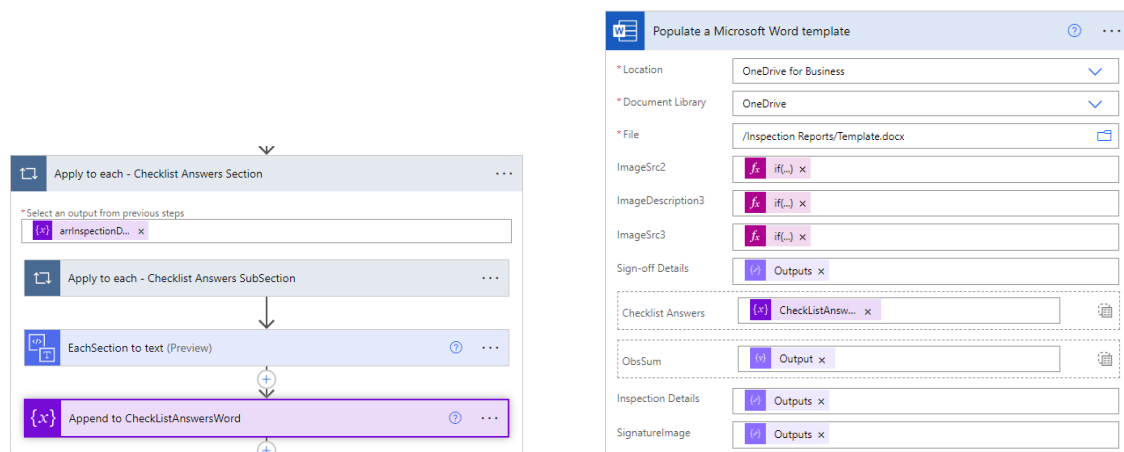 Apply to each - Checklist Answers Section
* Select an output from previous steps
{x} arrInspectionD... ×
Apply to each - Checklist Answers SubSection
EachSection to text (Preview)
{x} Append to CheckListAnswersWord
Populate a Microsoft Word template
* Location
OneDrive for Business
* Document Library
OneDrive
* File
/Inspection Reports/Template.docx
ImageSrc2
fx if(...) ×
ImageDescription3
fx if(...) ×
ImageSrc3
fx if(...) ×
Sign-off Details
Outputs ×
Checklist Answers
{x} CheckListAnsw... ×
ObsSum
{v} Output ×
Inspection Details
Outputs ×
SignatureImage
Outputs ×